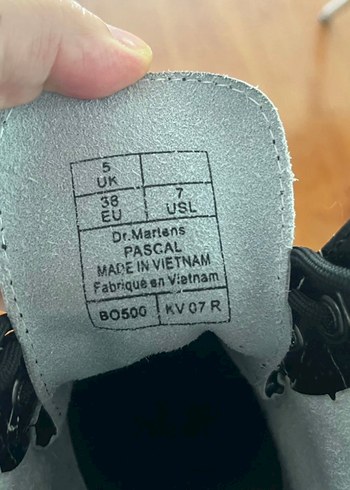 5
UK
38 7
EU USL
Dr.Martens
PASCAL
MADE IN VIETNAM
Fabriqué en Vietnam
BO500 KV 07 R